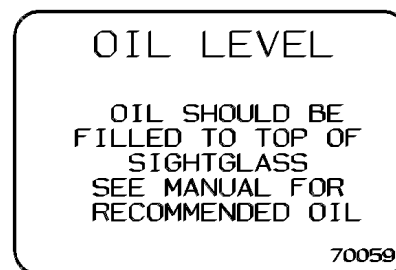 OIL LEVEL
OIL SHOULD BE
FILLED TO TOP OF
SIGHTGLASS
SEE MANUAL FOR
RECOMMENDED OIL
70059